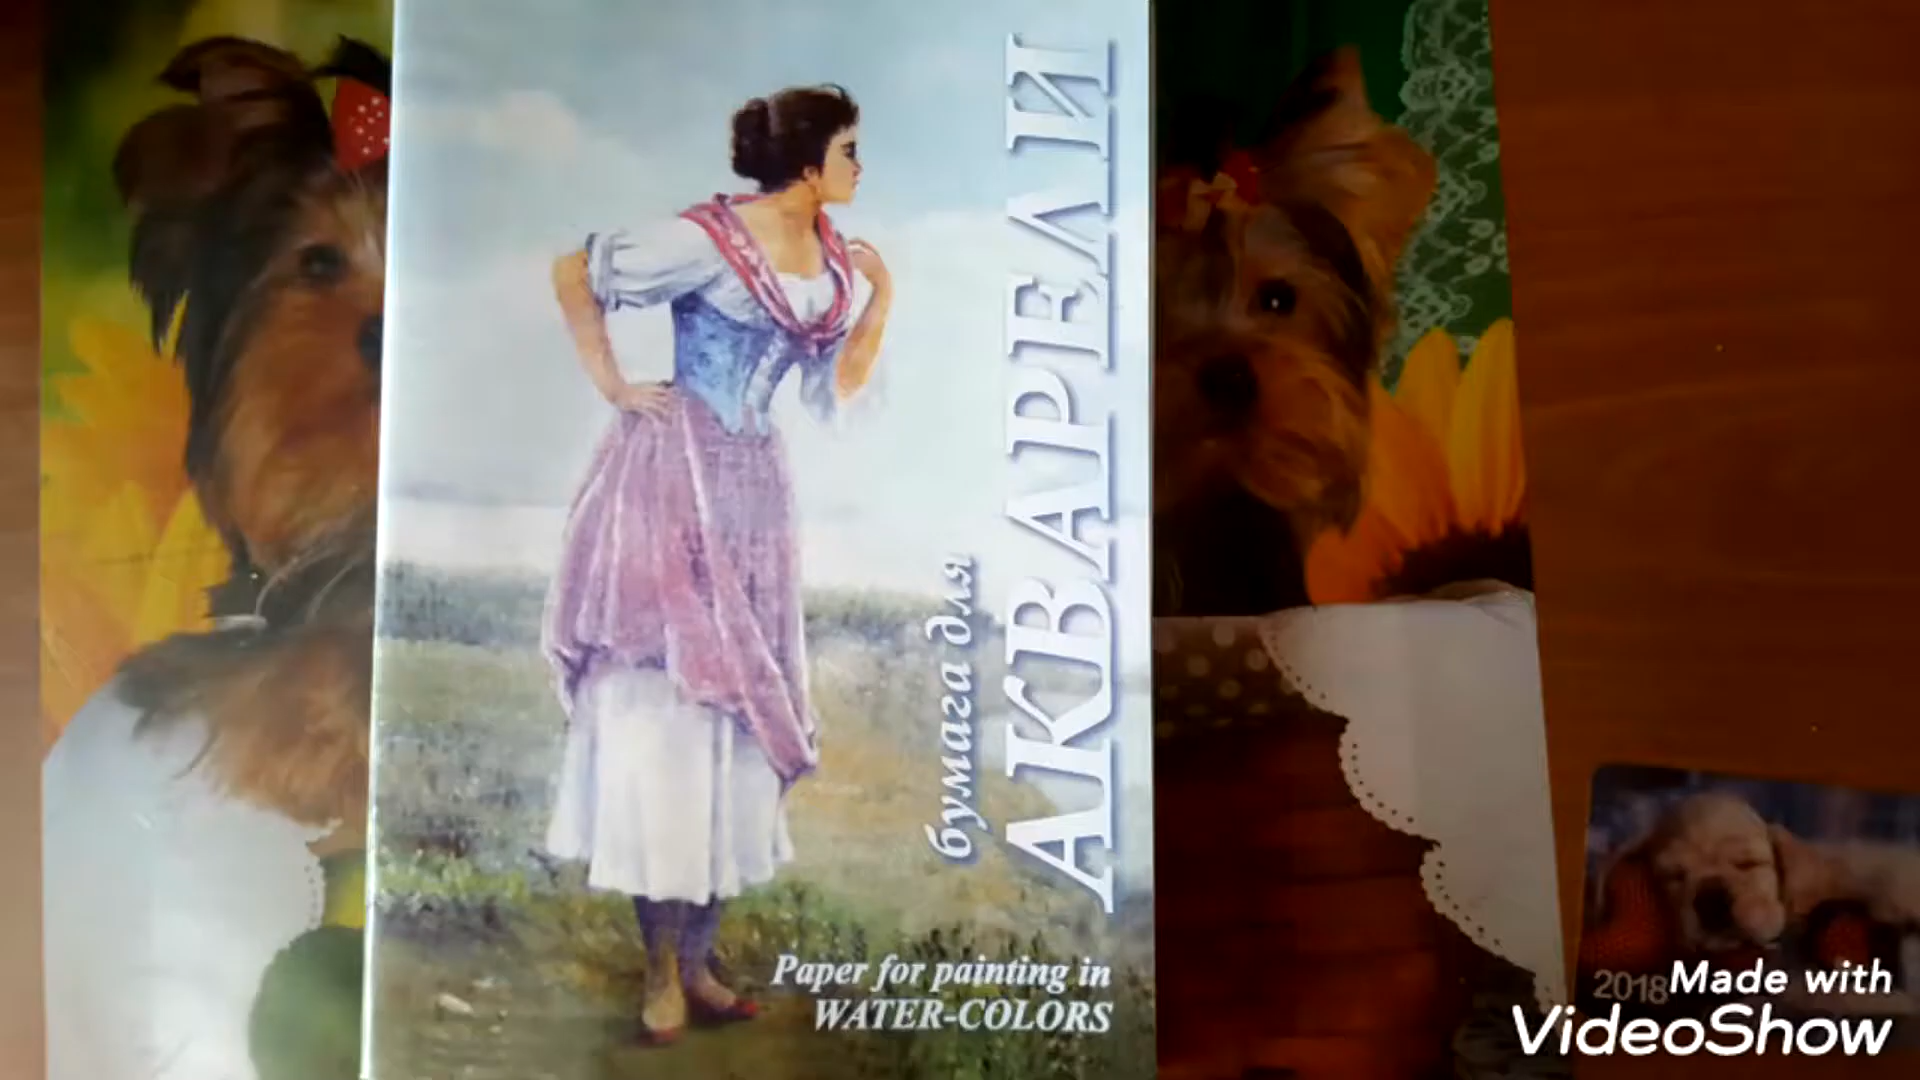 бумага для
АКВАРЕЛИ
Paper for painting in
WATER-COLORS
2018
Made with
VideoShow